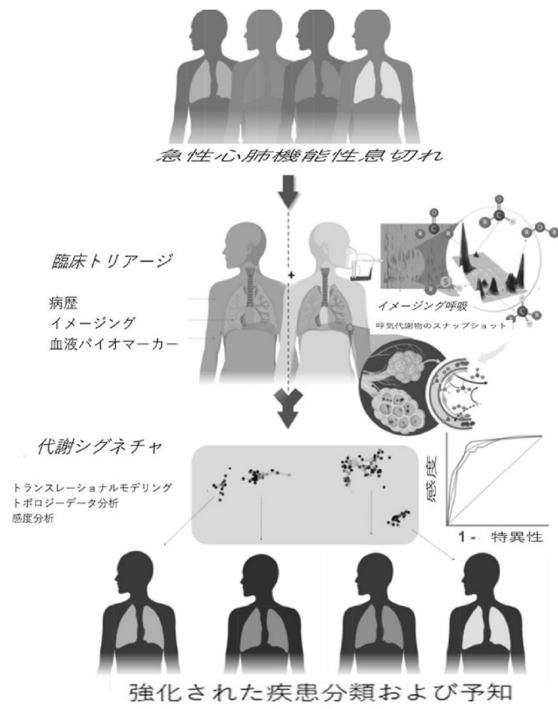 急性心肺機能性息切れ
臨床トリアージ
病歴
イメージング
血液バイオマーカー
+
イメージング呼吸
呼気代謝物のスナップショット
代謝シグネチャ
トランスレーショナルモデリング
トポロジーデータ分析
感度分析
感度
1 - 特異性
強化された疾患分類および予知